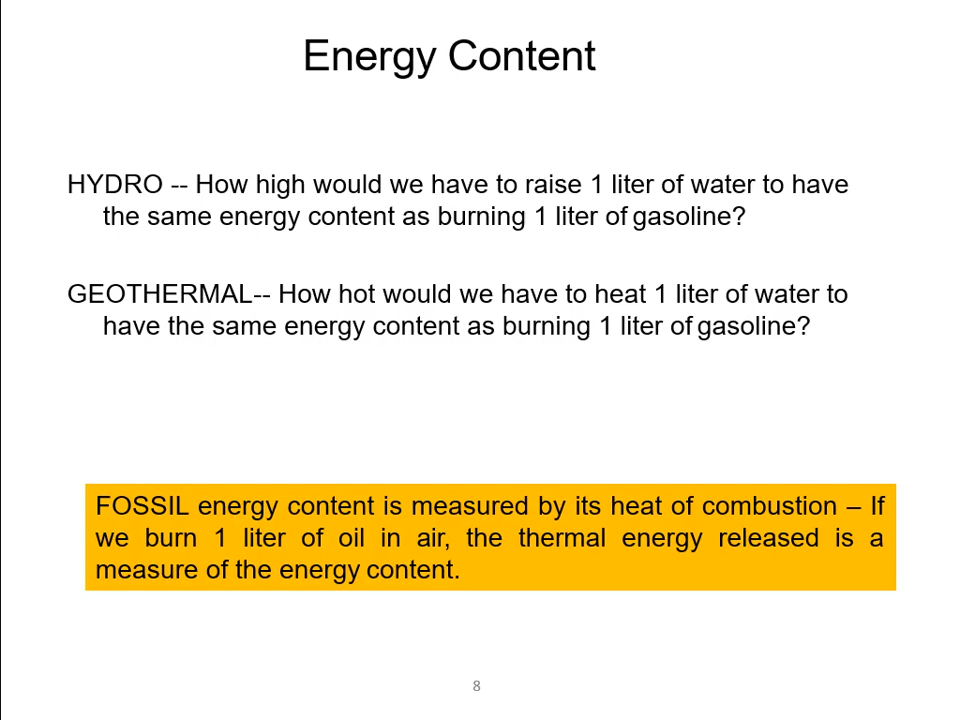 Energy Content
HYDRO -- How high would we have to raise 1 liter of water to have
the same energy content as burning 1 liter of gasoline?
GEOTHERMAL-- How hot would we have to heat 1 liter of water to
have the same energy content as burning 1 liter of gasoline?
FOSSIL energy content is measured by its heat of combustion – If
we burn 1 liter of oil in air, the thermal energy released is a
measure of the energy content.
8